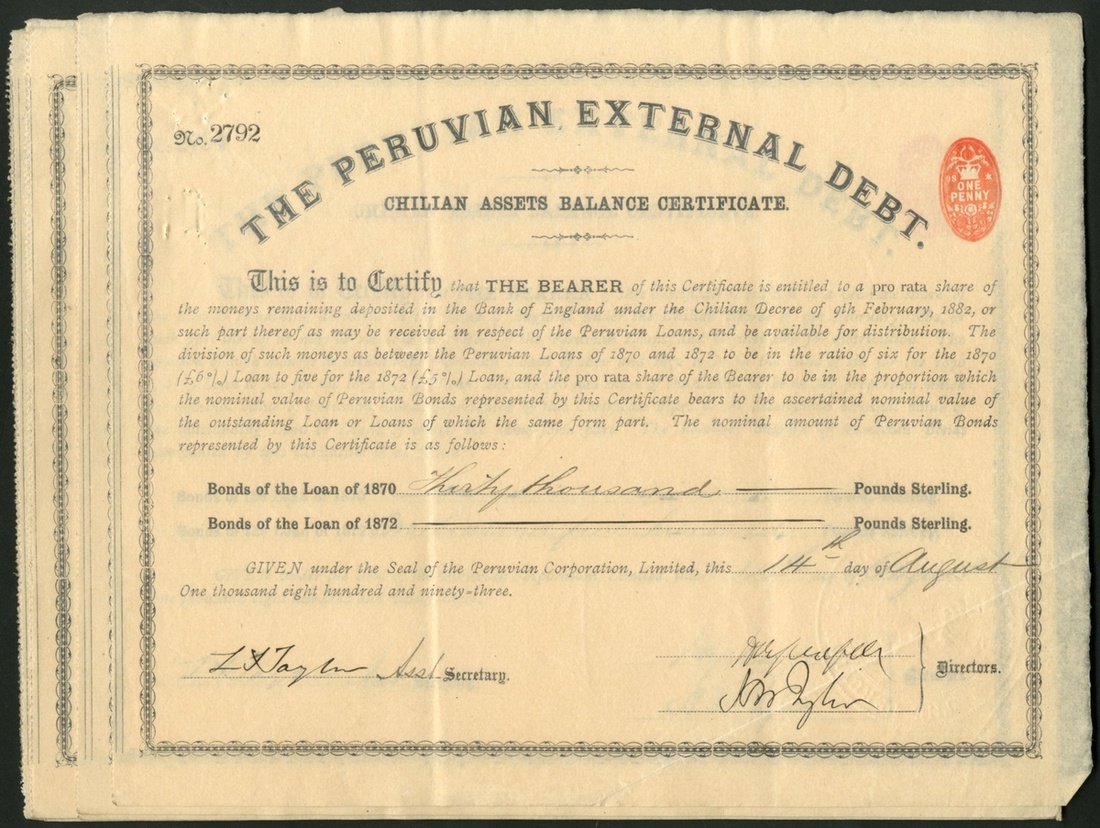 No. 2792
THE PERUVIAN EXTERNAL DEBT.
ONE
PENNY
CHILIAN ASSETS BALANCE CERTIFICATE.
This is to Certify that THE BEARER of this Certificate is entitled to a pro rata share of
the moneys remaining deposited in the Bank of England under the Chilian Decree of 9th February, 1882, or
such part thereof as may be received in respect of the Peruvian Loans, and be available for distribution. The
division of such moneys as between the Peruvian Loans of 1870 and 1872 to be in the ratio of six for the 1870
(£6%) Loan to five for the 1872 (£5%) Loan, and the pro rata share of the Bearer to be in the proportion which
the nominal value of Peruvian Bonds represented by this Certificate bears to the ascertained nominal value of
the outstanding Loan or Loans of which the same form part. The nominal amount of Peruvian Bonds
represented by this Certificate is as follows:
Bonds of the Loan of 1870 Thirty thousand Pounds Sterling.
Bonds of the Loan of 1872 Pounds Sterling.
GIVEN under the Seal of the Peruvian Corporation, Limited, this 14th day of August
One thousand eight hundred and ninety-three.
Taylor Asst Secretary.
Directors.